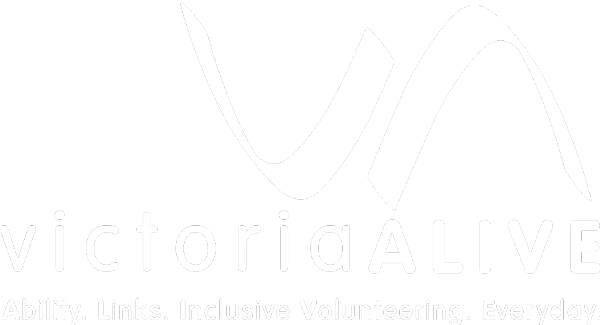 victoriaALIVE
Ability. Links. Inclusive Volunteering. Everyday.